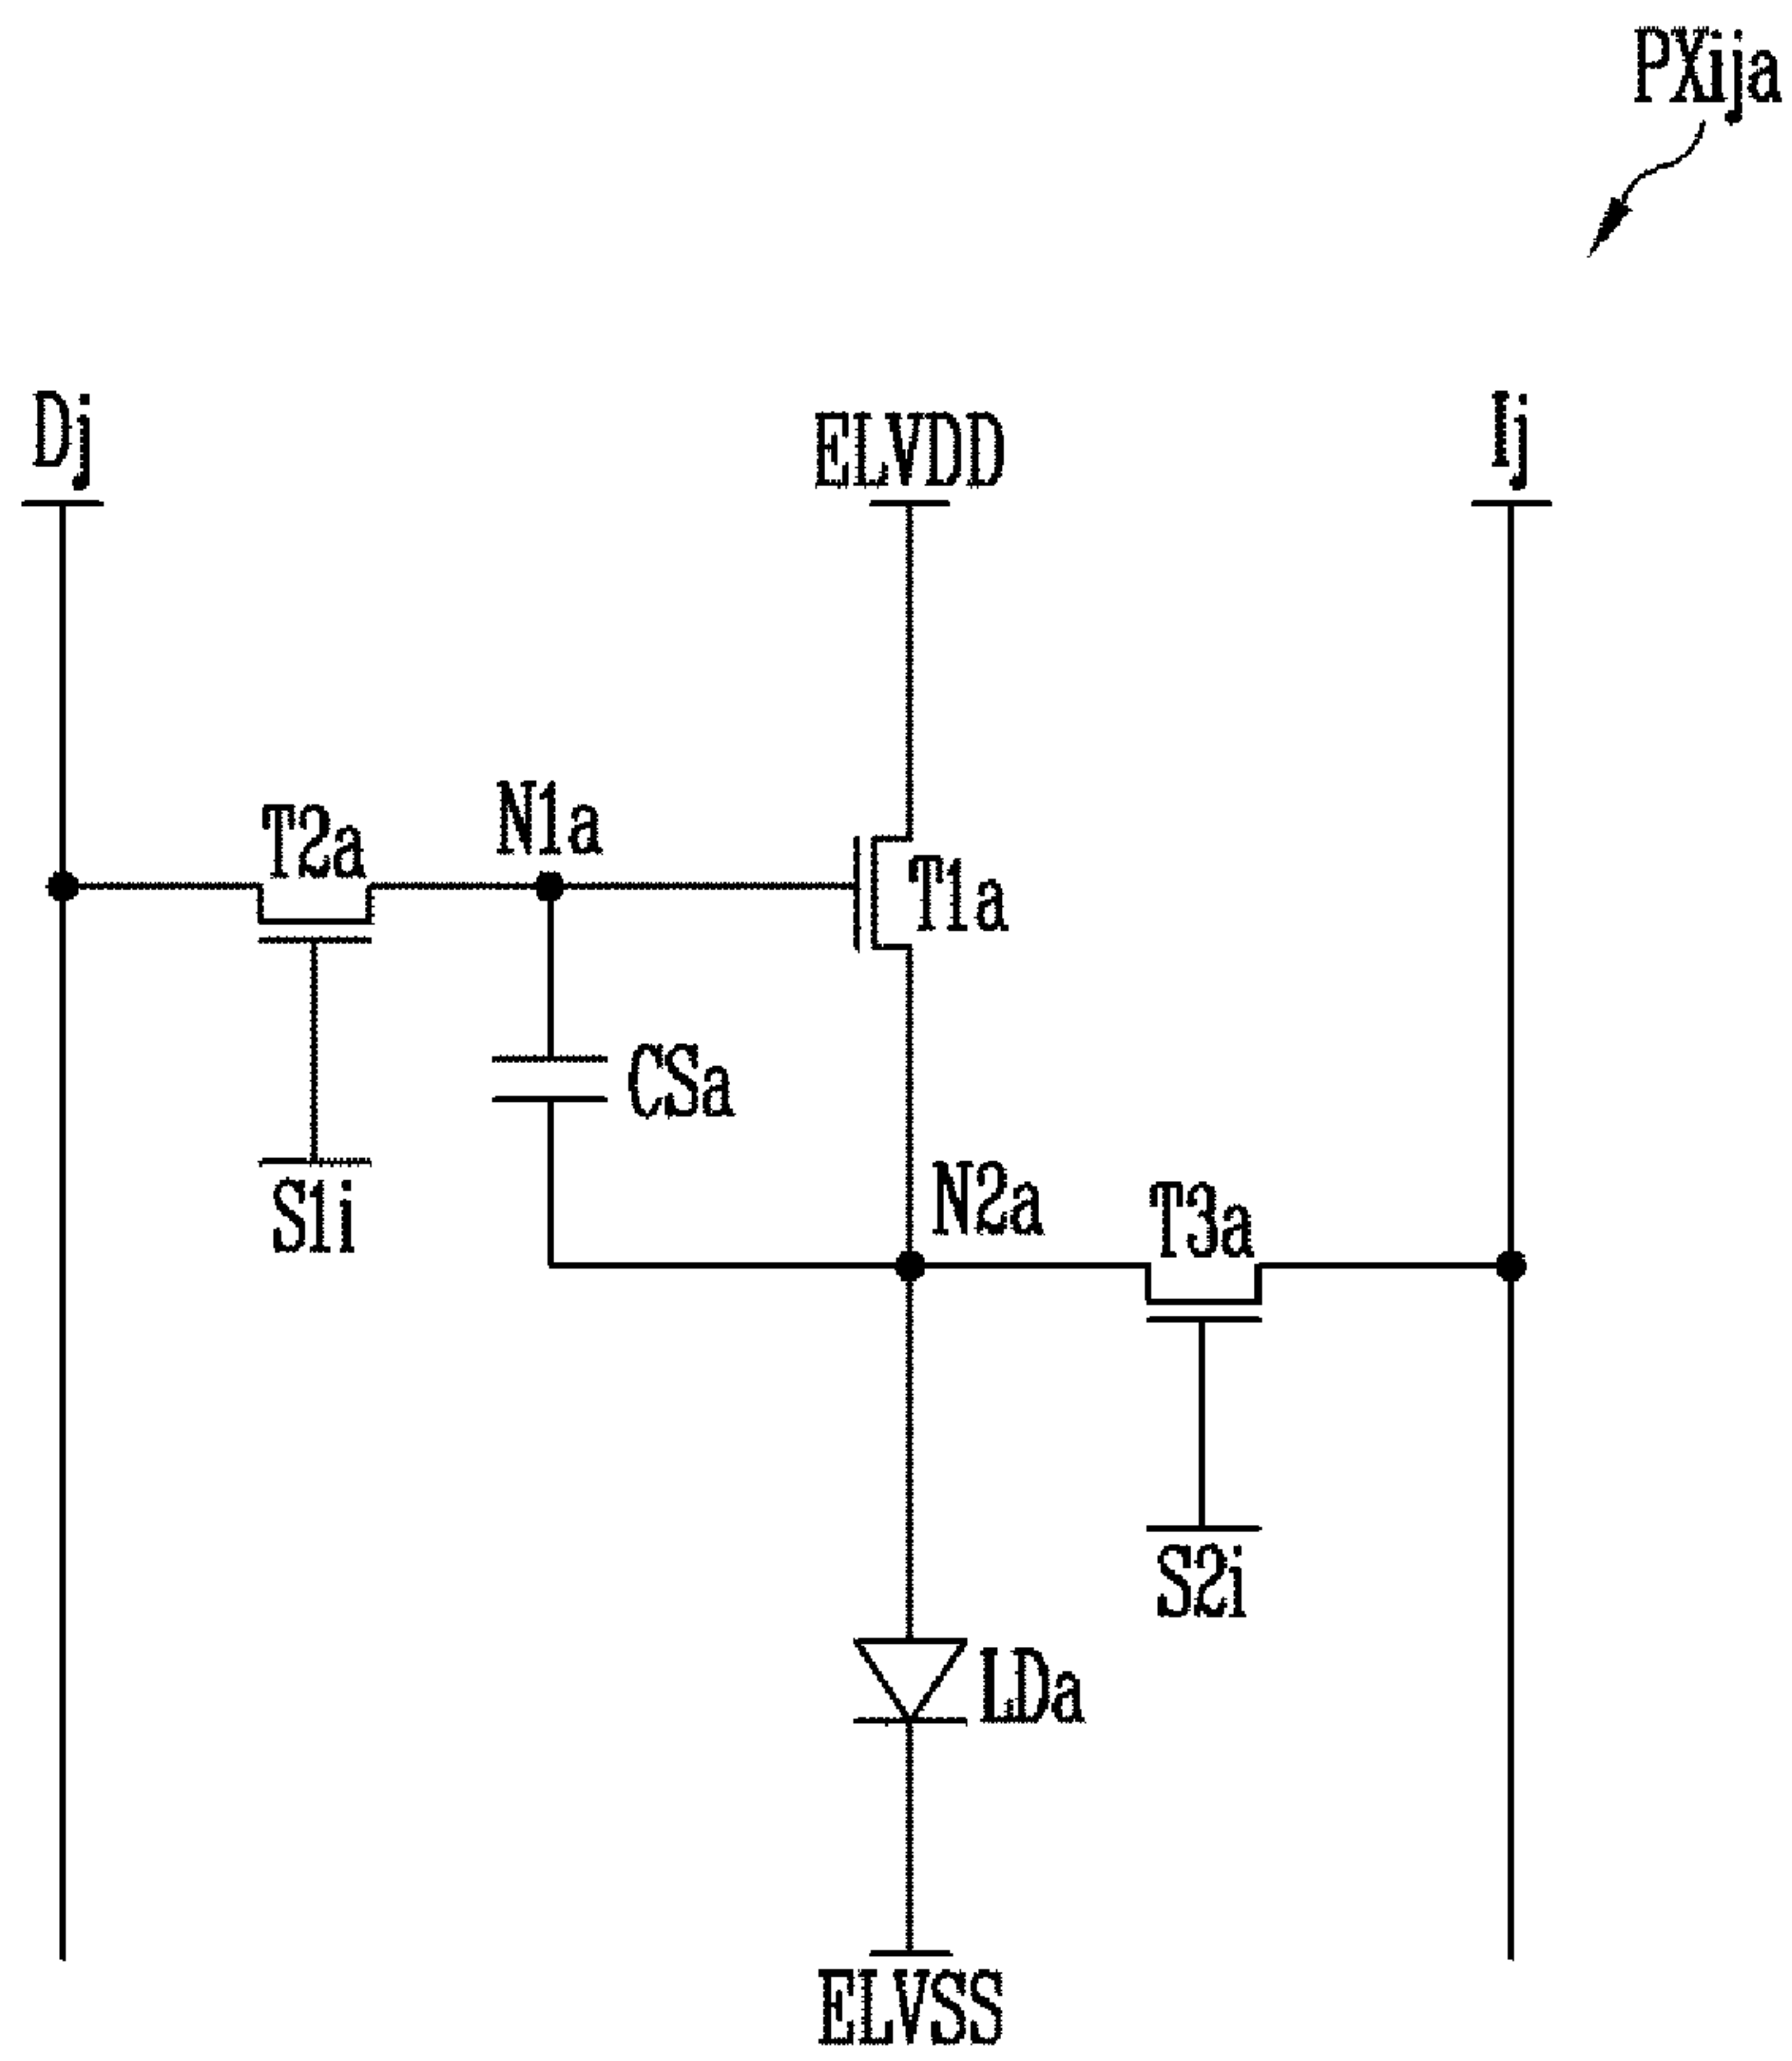 PXija
Dj
ELVDD
Ij
T2a
N1a
T1a
CSa
S1i
N2a
T3a
S2i
LDa
ELVSS